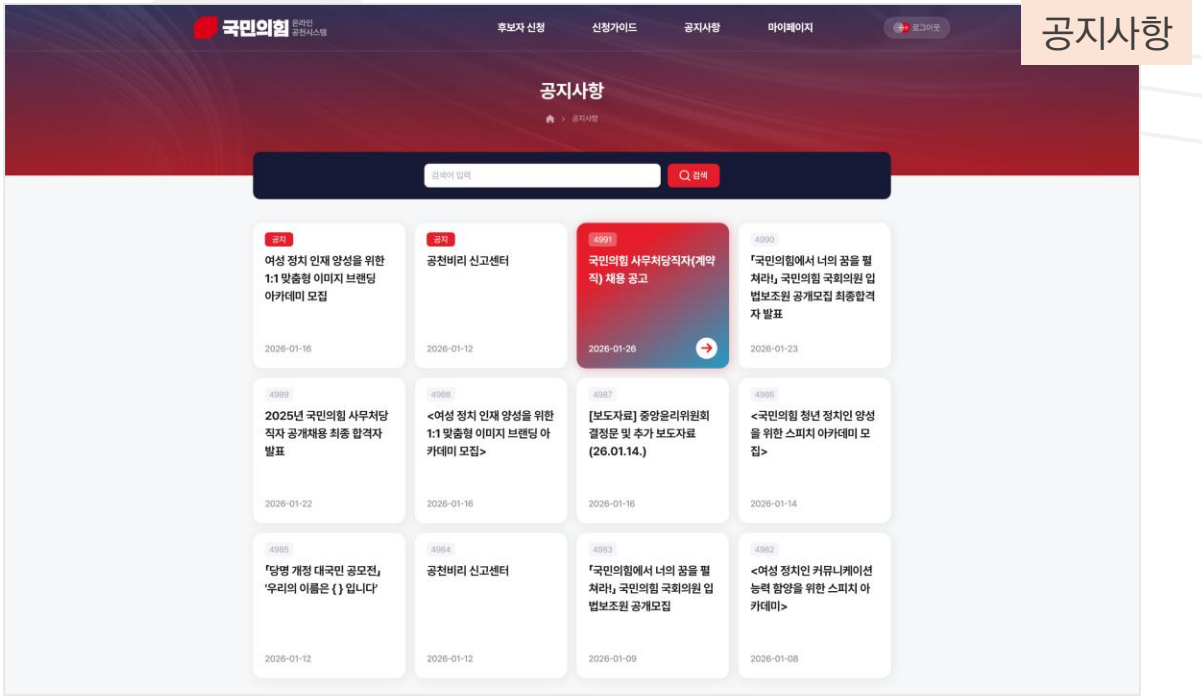 국민의힘 온라인 공천시스템
후보자 신청 신청가이드 공지사항 마이페이지 로그아웃
공지사항
공지사항
> 공지사항
검색어 입력 검색
공지
여성 정치 인재 양성을 위한
1:1 맞춤형 이미지 브랜딩
아카데미 모집
2026-01-16
공지
공천비리 신고센터
2026-01-12
4991
국민의힘 사무처당직자(계약
직) 채용 공고
2026-01-26
4990
「국민의힘에서 너의 꿈을 펼
쳐라!」 국민의힘 국회의원 입
법보조원 공개모집 최종합격
자 발표
2026-01-23
4989
2025년 국민의힘 사무처당
직자 공개채용 최종 합격자
발표
2026-01-22
4988
<여성 정치 인재 양성을 위한
1:1 맞춤형 이미지 브랜딩 아
카데미 모집>
2026-01-16
4987
[보도자료] 중앙윤리위원회
결정문 및 추가 보도자료
(26.01.14.)
2026-01-16
4986
<국민의힘 청년 정치인 양성
을 위한 스피치 아카데미 모
집>
2026-01-14
4985
「당명 개정 대국민 공모전」
'우리의 이름은 { } 입니다'
2026-01-12
4984
공천비리 신고센터
2026-01-12
4983
「국민의힘에서 너의 꿈을 펼
쳐라!」 국민의힘 국회의원 입
법보조원 공개모집
2026-01-09
4982
<여성 정치인 커뮤니케이션
능력 함양을 위한 스피치 아
카데미>
2026-01-08